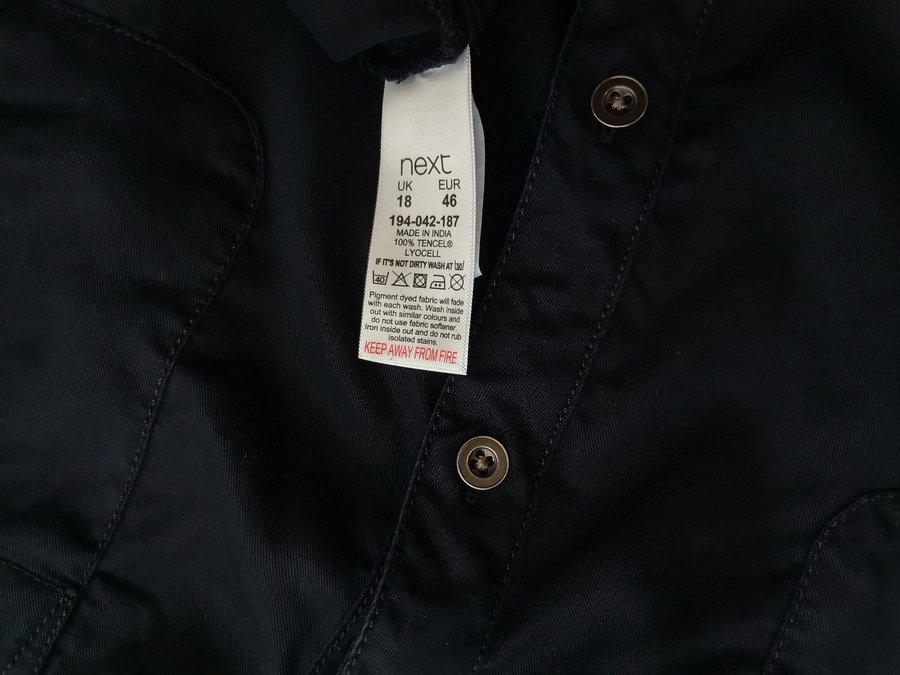 next
UK EUR
18 46
194-042-187
MADE IN INDIA
100% TENCEL®
LYOCELL
IF IT'S NOT DIRTY WASH AT 30
40
Pigment dyed fabric will fade
with each wash. Wash inside
out with similar colours and
do not use fabric softener.
Iron inside out and do not rub
isolated stains.
KEEP AWAY FROM FIRE